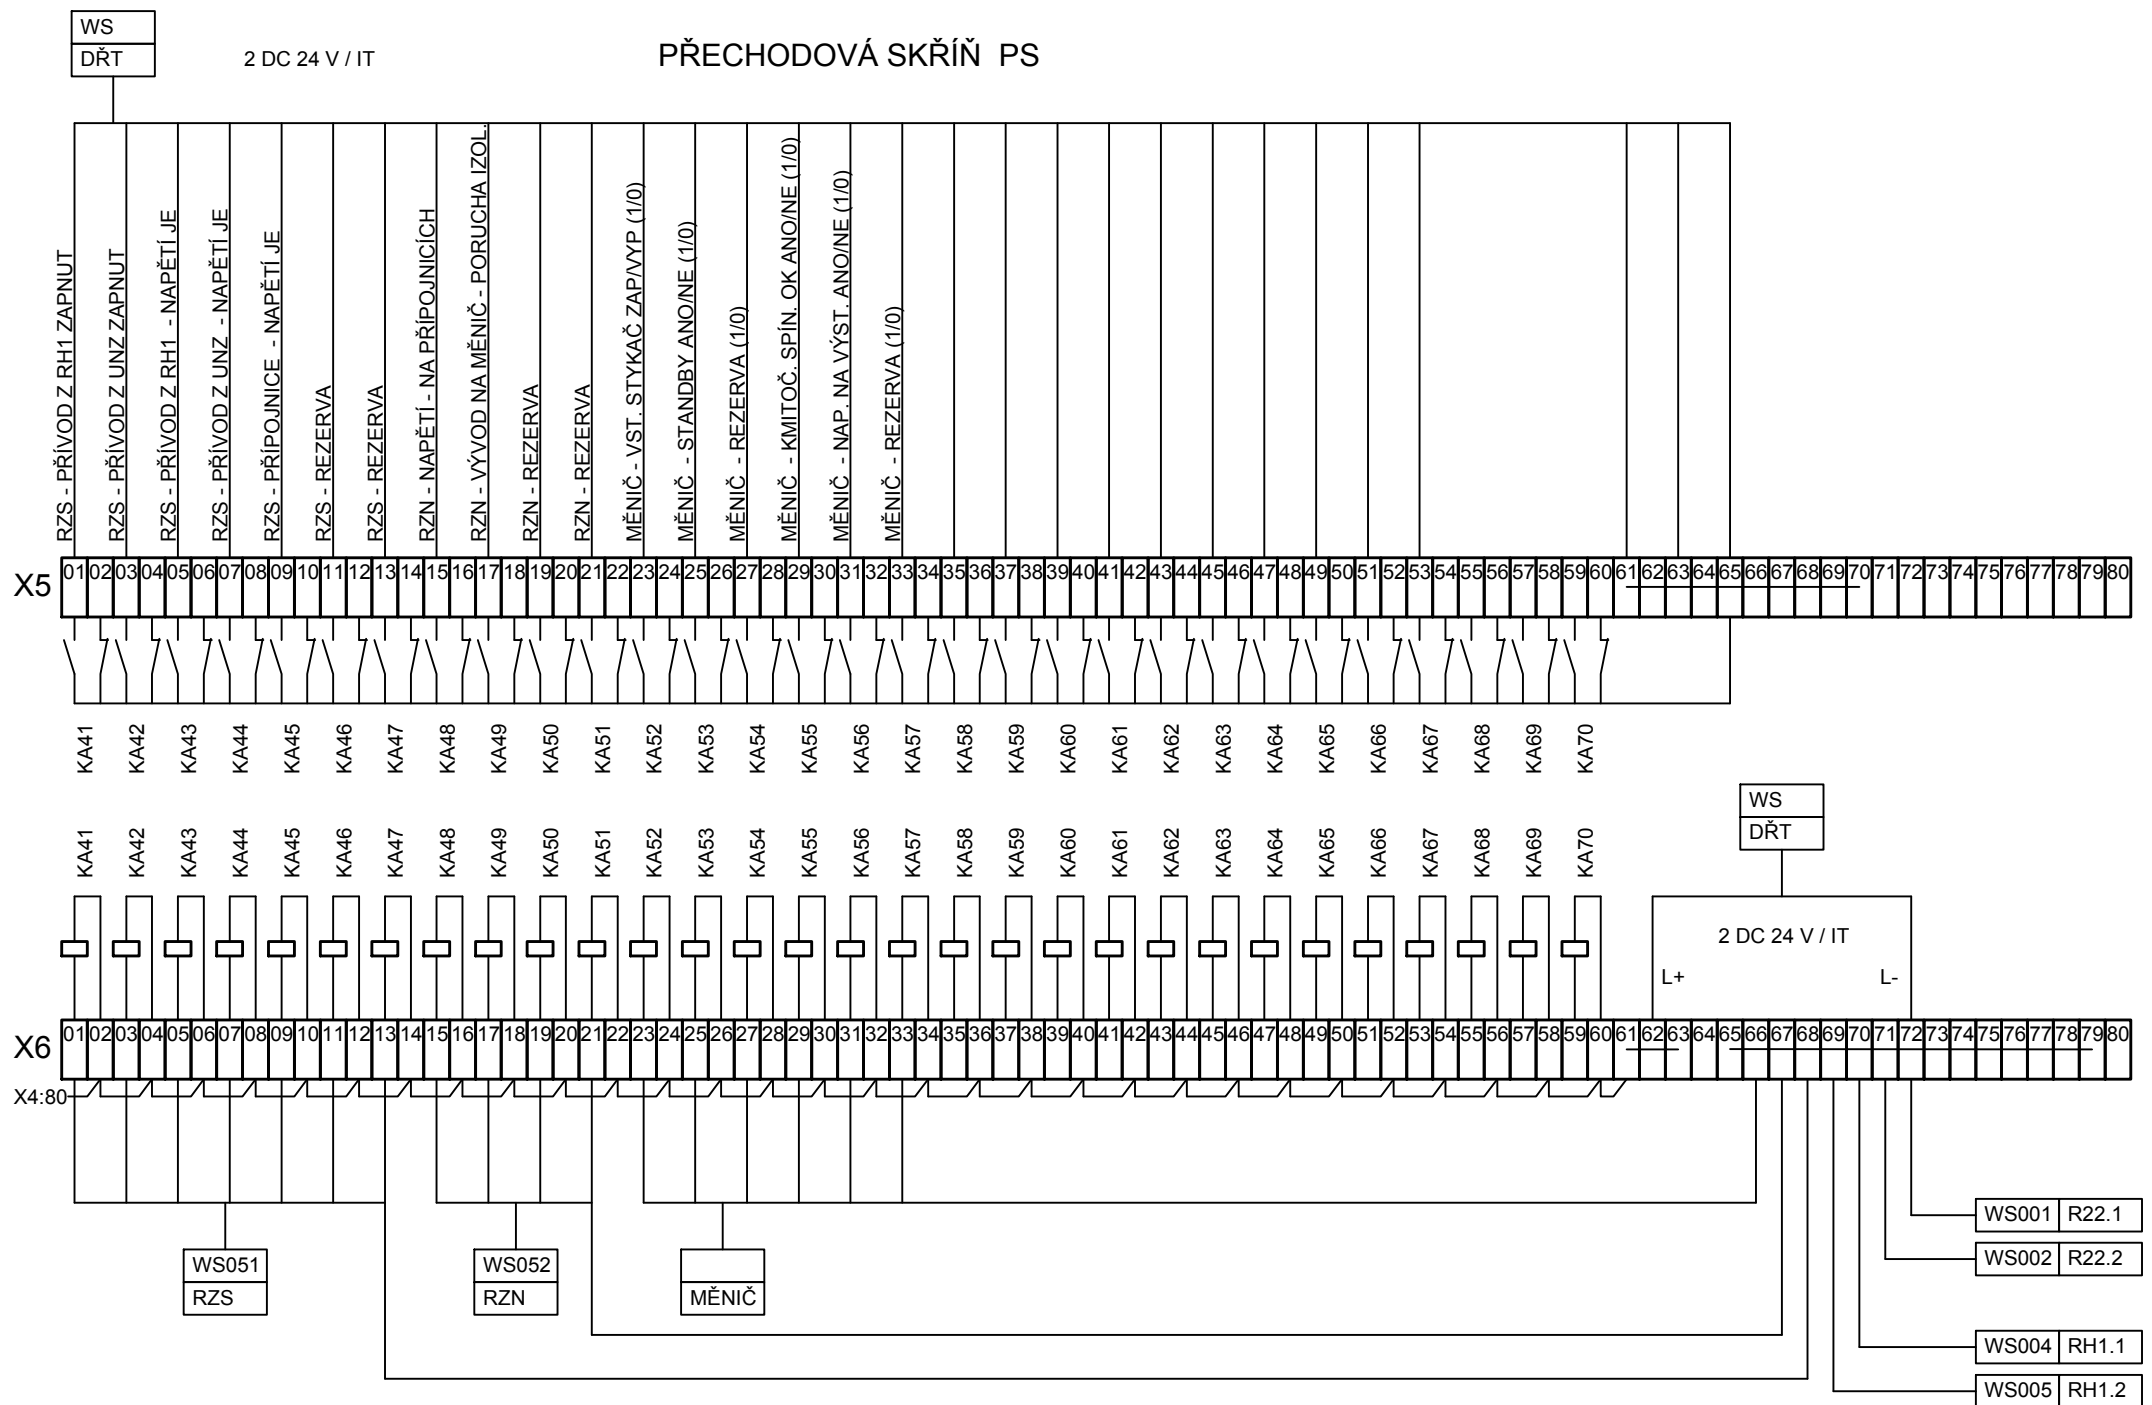 WS
DŘT
2 DC 24 V / IT
PŘECHODOVÁ SKŘÍŇ PS
RZS - PŘÍVOD Z RH1 ZAPNUT
RZS - PŘÍVOD Z UNZ ZAPNUT
RZS - PŘÍVOD Z RH1 - NAPĚTÍ JE
RZS - PŘÍVOD Z UNZ - NAPĚTÍ JE
RZS - PŘÍPOJNICE - NAPĚTÍ JE
RZS - REZERVA
RZS - REZERVA
RZN - NAPĚTÍ - NA PŘÍPOJNICÍCH
RZN - VÝVOD NA MĚNIČ - PORUCHA IZOL.
RZN - REZERVA
RZN - REZERVA
MĚNIČ - VST. STYKAČ ZAP/VYP (1/0)
MĚNIČ - STANDBY ANO/NE (1/0)
MĚNIČ - REZERVA (1/0)
MĚNIČ - KMITOČ. SPÍN. OK ANO/NE (1/0)
MĚNIČ - NAP. NA VÝST. ANO/NE (1/0)
MĚNIČ - REZERVA (1/0)
X5 01 02 03 04 05 06 07 08 09 10 11 12 13 14 15 16 17 18 19 20 21 22 23 24 25 26 27 28 29 30 31 32 33 34 35 36 37 38 39 40 41 42 43 44 45 46 47 48 49 50 51 52 53 54 55 56 57 58 59 60 61 62 63 64 65 66 67 68 69 70 71 72 73 74 75 76 77 78 79 80
KA41 KA42 KA43 KA44 KA45 KA46 KA47 KA48 KA49 KA50 KA51 KA52 KA53 KA54 KA55 KA56 KA57 KA58 KA59 KA60 KA61 KA62 KA63 KA64 KA65 KA66 KA67 KA68 KA69 KA70
WS
DŘT
KA41 KA42 KA43 KA44 KA45 KA46 KA47 KA48 KA49 KA50 KA51 KA52 KA53 KA54 KA55 KA56 KA57 KA58 KA59 KA60 KA61 KA62 KA63 KA64 KA65 KA66 KA67 KA68 KA69 KA70
2 DC 24 V / IT
L+ L-
X6 01 02 03 04 05 06 07 08 09 10 11 12 13 14 15 16 17 18 19 20 21 22 23 24 25 26 27 28 29 30 31 32 33 34 35 36 37 38 39 40 41 42 43 44 45 46 47 48 49 50 51 52 53 54 55 56 57 58 59 60 61 62 63 64 65 66 67 68 69 70 71 72 73 74 75 76 77 78 79 80
X4:80
WS001 R22.1
WS002 R22.2
WS051
RZS
WS052
RZN
MĚNIČ
WS004 RH1.1
WS005 RH1.2